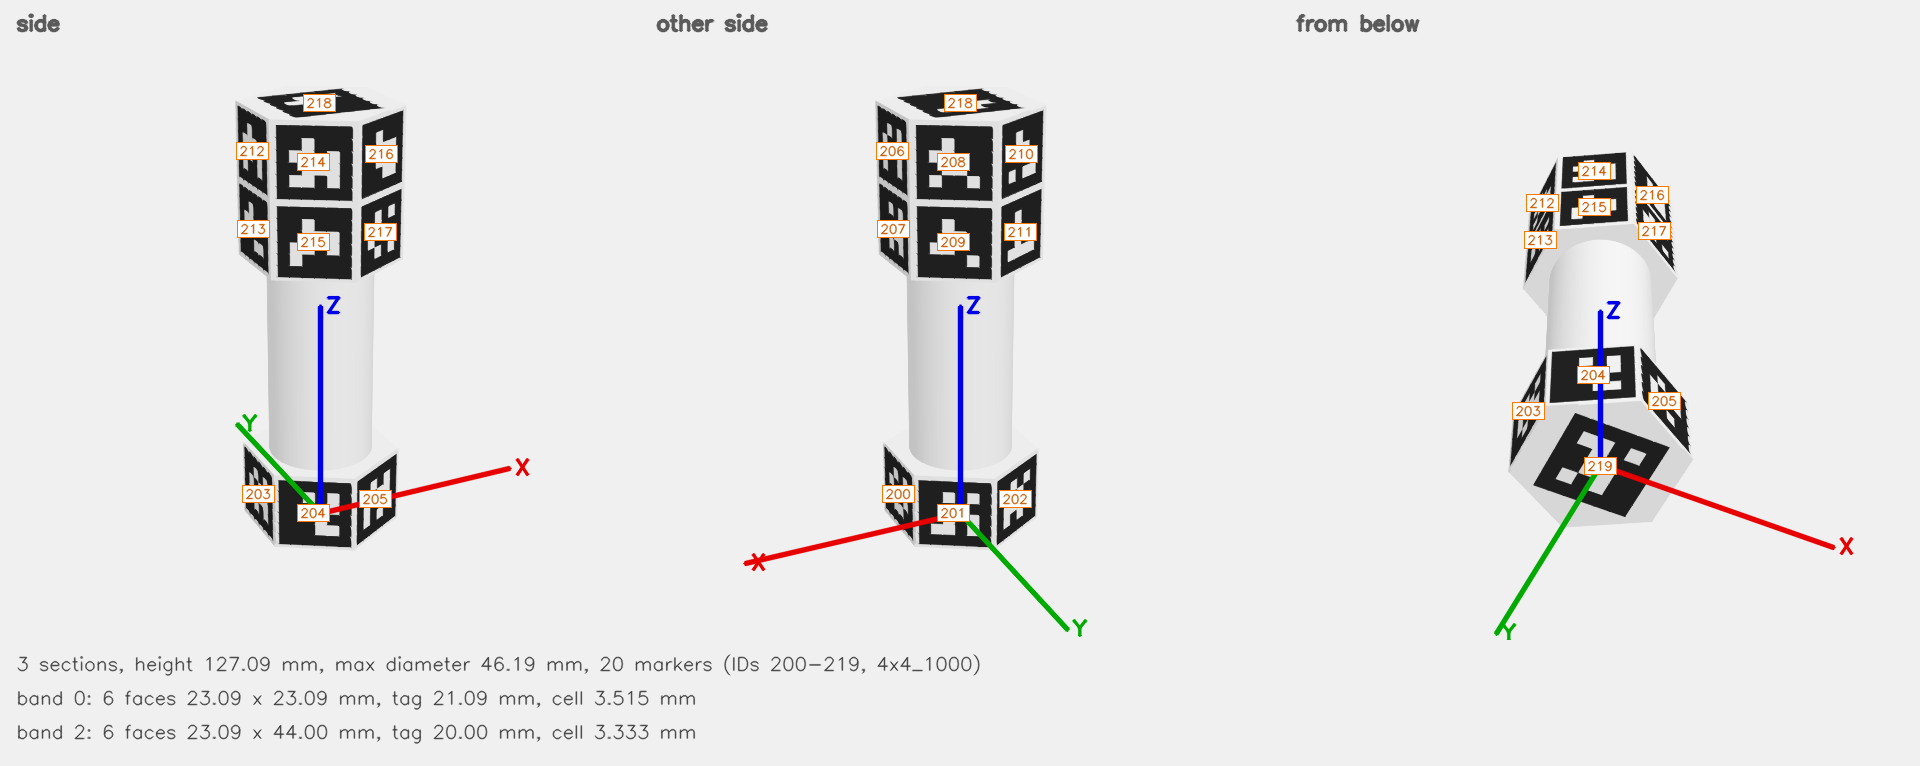 side
other side
from below
218
212
214
216
213
215
217
Z
Y
X
203
204
205
218
206
208
210
207
209
211
Z
200
201
202
X
Y
214
212
215
216
213
217
Z
204
203
205
219
X
Y
3 sections, height 127.09 mm, max diameter 46.19 mm, 20 markers (IDs 200-219, 4x4_1000)
band 0: 6 faces 23.09 x 23.09 mm, tag 21.09 mm, cell 3.515 mm
band 2: 6 faces 23.09 x 44.00 mm, tag 20.00 mm, cell 3.333 mm